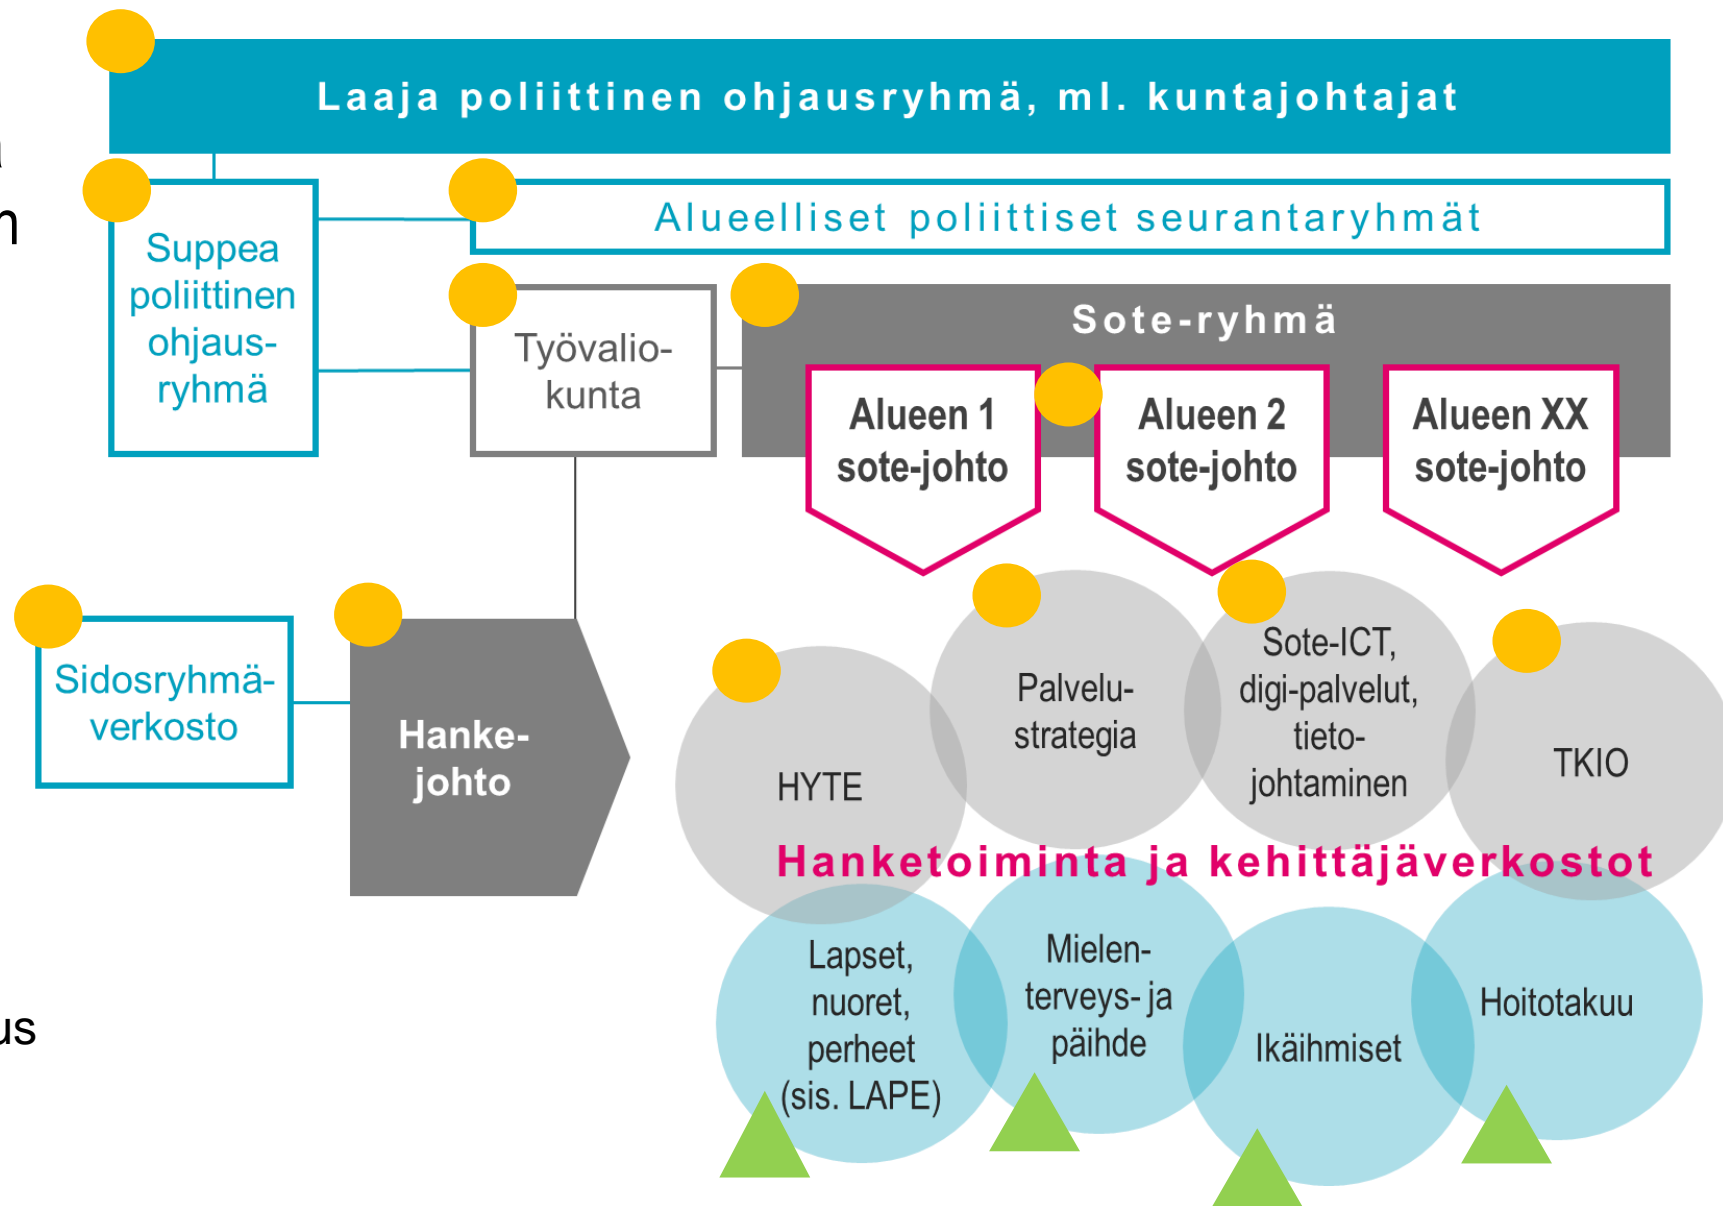 Laaja poliittinen ohjausryhmä, ml. kuntajohtajat
Alueelliset poliittiset seurantaryhmät
Suppea
poliittinen
ohjaus-
ryhmä
Työvalio-
kunta
Sote-ryhmä
Alueen 1
sote-johto
Alueen 2
sote-johto
Alueen XX
sote-johto
Sidosryhmä-
verkosto
Hanke-
johto
HYTE
Palvelu-
strategia
Sote-ICT,
digi-palvelut,
tieto-
johtaminen
TKIO
Hanketoiminta ja kehittäjäverkostot
Lapset,
nuoret,
perheet
(sis. LAPE)
Mielen-
terveys- ja
päihde
Ikäihmiset
Hoitotakuu